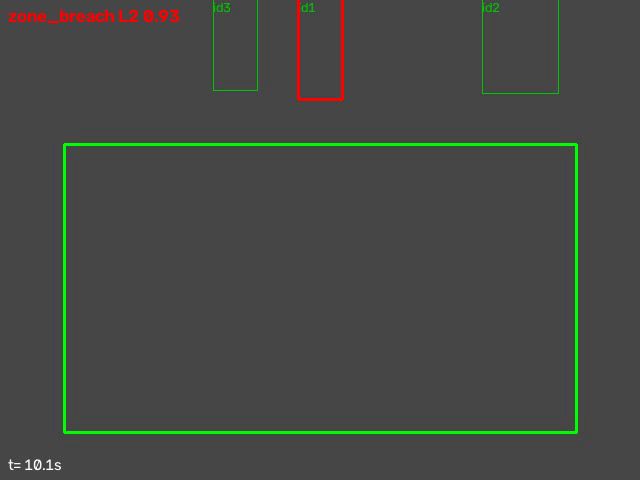 zone_breach L2 0.93
id3
id1
id2
t= 10.1s